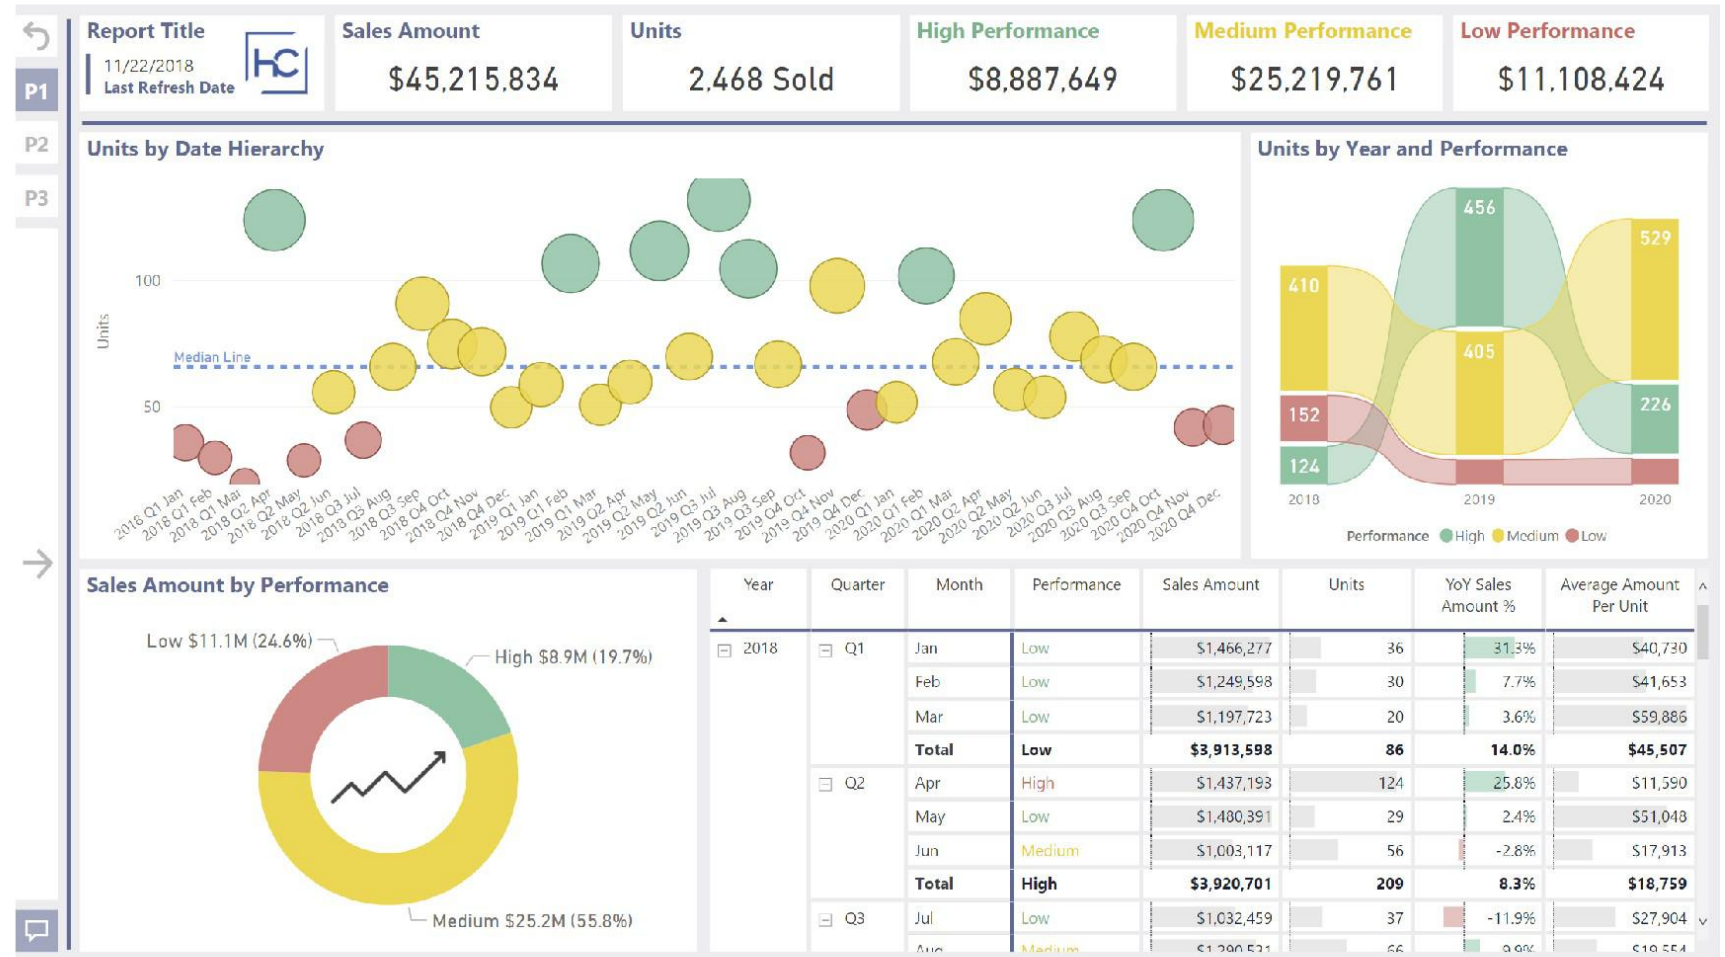 Report Title
11/22/2018
Last Refresh Date
HC
Sales Amount
$45,215,834
Units
2,468 Sold
High Performance
$8,887,649
Medium Performance
$25,219,761
Low Performance
$11,108,424
P1
P2
P3
Units by Date Hierarchy
Units
100
50
Median Line
2018 Q1 Jan
2018 Q1 Feb
2018 Q1 Mar
2018 Q2 Apr
2018 Q2 May
2018 Q2 Jun
2018 Q3 Jul
2018 Q3 Aug
2018 Q3 Sep
2018 Q4 Oct
2018 Q4 Nov
2018 Q4 Dec
2019 Q1 Jan
2019 Q1 Feb
2019 Q1 Mar
2019 Q2 Apr
2019 Q2 May
2019 Q2 Jun
2019 Q3 Jul
2019 Q3 Aug
2019 Q3 Sep
2019 Q4 Oct
2019 Q4 Nov
2019 Q4 Dec
2020 Q1 Jan
2020 Q1 Feb
2020 Q1 Mar
2020 Q2 Apr
2020 Q2 May
2020 Q2 Jun
2020 Q3 Jul
2020 Q3 Aug
2020 Q3 Sep
2020 Q4 Oct
2020 Q4 Nov
2020 Q4 Dec
Units by Year and Performance
456
529
410
405
152
226
124
2018 2019 2020
Performance High Medium Low
Sales Amount by Performance
Low $11.1M (24.6%)
High $8.9M (19.7%)
Medium $25.2M (55.8%)
Year Quarter Month Performance Sales Amount Units YoY Sales Amount % Average Amount Per Unit
2018 Q1 Jan Low $1,466,277 36 31.3% $40,730
Feb Low $1,249,598 30 7.7% $41,653
Mar Low $1,197,723 20 3.6% $59,886
Total Low $3,913,598 86 14.0% $45,507
Q2 Apr High $1,437,193 124 25.8% $11,590
May Low $1,480,391 29 2.4% $51,048
Jun Medium $1,003,117 56 -2.8% $17,913
Total High $3,920,701 209 8.3% $18,759
Q3 Jul Low $1,032,459 37 -11.9% $27,904
Aug Medium $1,290,531 66 9.9% $19,554